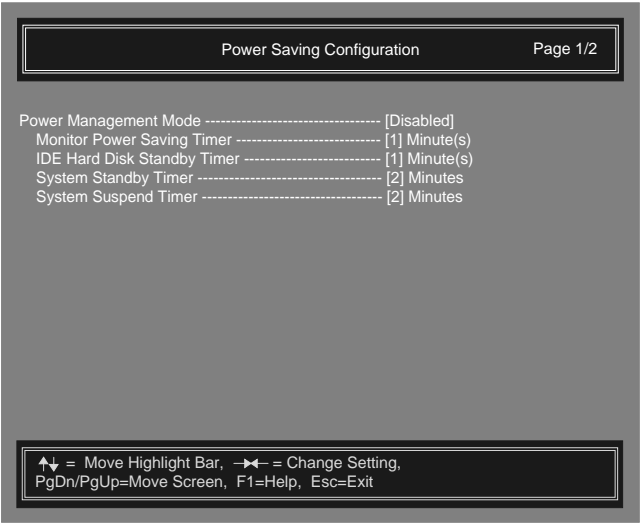 Power Saving Configuration Page 1/2
Power Management Mode ---------------------------------- [Disabled]
Monitor Power Saving Timer ---------------------------- [1] Minute(s)
IDE Hard Disk Standby Timer -------------------------- [1] Minute(s)
System Standby Timer ------------------------------------ [2] Minutes
System Suspend Timer ----------------------------------- [2] Minutes
↑↓ = Move Highlight Bar, →← = Change Setting,
PgDn/PgUp=Move Screen, F1=Help, Esc=Exit